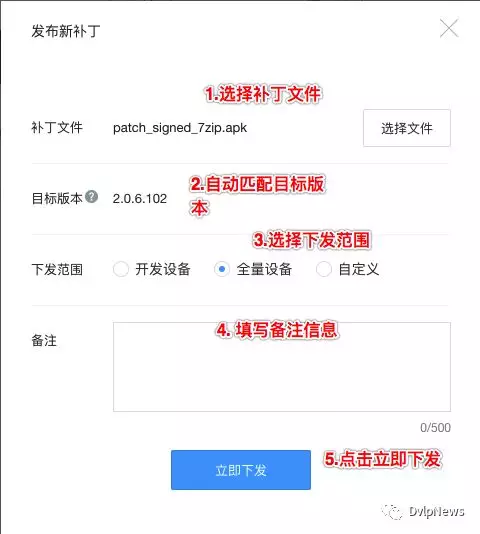 发布新补丁
1.选择补丁文件
补丁文件 patch_signed_7zip.apk 选择文件
2.自动匹配目标版
本
目标版本 ? 2.0.6.102
3.选择下发范围
下发范围 开发设备 全量设备 自定义
备注
4. 填写备注信息
0/500
立即下发
5.点击立即下发
DvlpNews